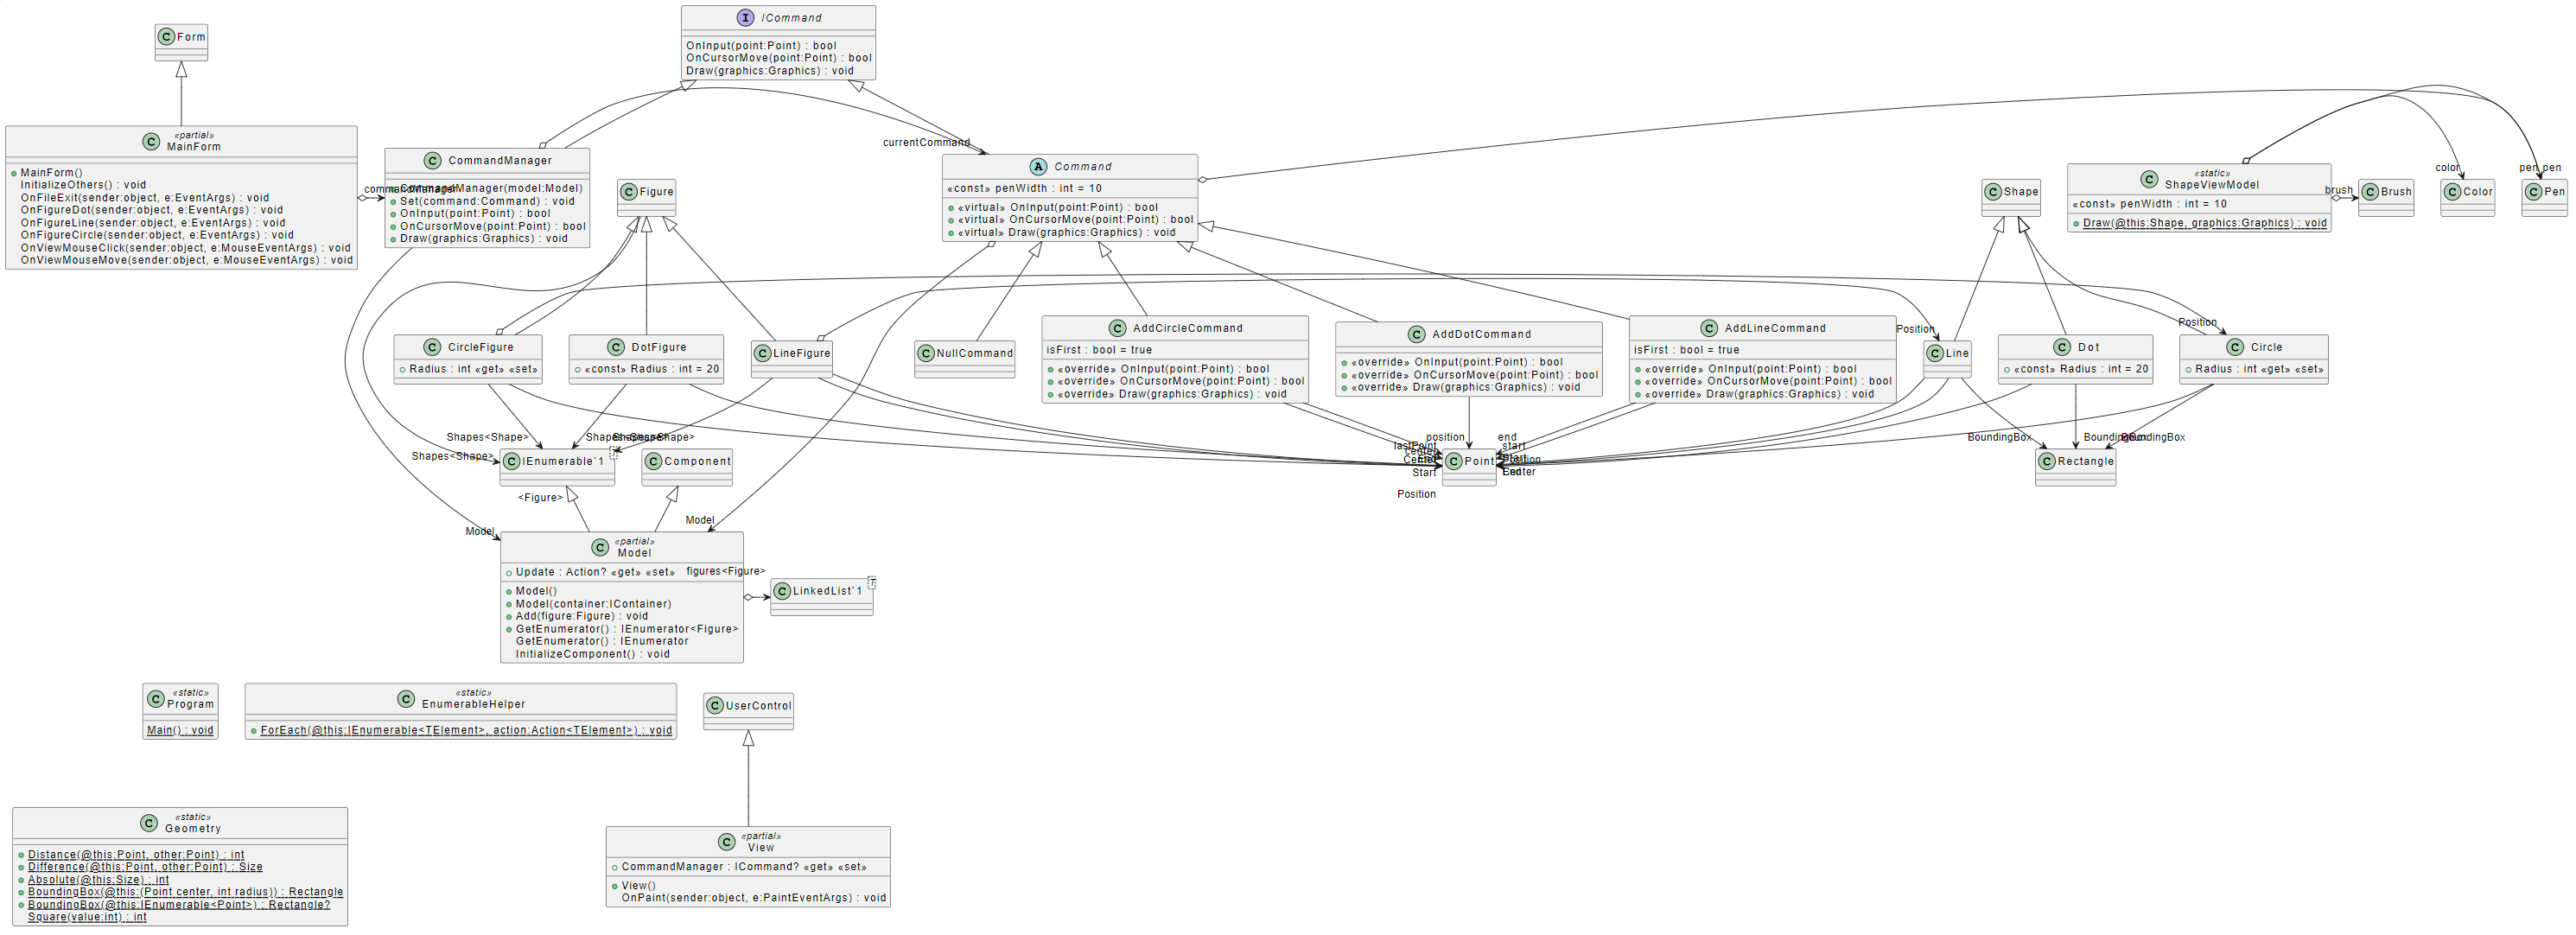 Form
ICommand
OnInput(point:Point) : bool
OnCursorMove(point:Point) : bool
Draw(graphics:Graphics) : void
«partial»
MainForm
MainForm()
InitializeOthers() : void
OnFileExit(sender:object, e:EventArgs) : void
OnFigureDot(sender:object, e:EventArgs) : void
OnFigureLine(sender:object, e:EventArgs) : void
OnFigureCircle(sender:object, e:EventArgs) : void
OnViewMouseClick(sender:object, e:MouseEventArgs) : void
OnViewMouseMove(sender:object, e:MouseEventArgs) : void
commandManager
CommandManager
CommandManager(model:Model)
Set(command:Command) : void
OnInput(point:Point) : bool
OnCursorMove(point:Point) : bool
Draw(graphics:Graphics) : void
Figure
currentCommand
Command
«const» penWidth : int = 10
«virtual» OnInput(point:Point) : bool
«virtual» OnCursorMove(point:Point) : bool
«virtual» Draw(graphics:Graphics) : void
Shape
«static»
ShapeViewModel
«const» penWidth : int = 10
Draw(@this:Shape, graphics:Graphics) : void
brush
Brush
color
Color
pen
pen
Pen
CircleFigure
Radius : int «get» «set»
DotFigure
«const» Radius : int = 20
LineFigure
NullCommand
AddCircleCommand
isFirst : bool = true
«override» OnInput(point:Point) : bool
«override» OnCursorMove(point:Point) : bool
«override» Draw(graphics:Graphics) : void
AddDotCommand
«override» OnInput(point:Point) : bool
«override» OnCursorMove(point:Point) : bool
«override» Draw(graphics:Graphics) : void
AddLineCommand
isFirst : bool = true
«override» OnInput(point:Point) : bool
«override» OnCursorMove(point:Point) : bool
«override» Draw(graphics:Graphics) : void
Position
Line
Dot
«const» Radius : int = 20
Position
Circle
Radius : int «get» «set»
Shapes<Shape>
Shapes<Shape>
Shapes<Shape>
Shapes<Shape>
IEnumerable`1
T
Component
position
end
lastPoint
start
center
Center
End
Start
Position
Point
Start
Position
End
Center
BoundingBox
BoundingBox
BoundingBox
Rectangle
<Figure>
Model
Model
«partial»
Model
Update : Action? «get» «set»
figures<Figure>
Model()
Model(container:IContainer)
Add(figure:Figure) : void
GetEnumerator() : IEnumerator<Figure>
GetEnumerator() : IEnumerator
InitializeComponent() : void
LinkedList`1
T
«static»
Program
Main() : void
«static»
EnumerableHelper
ForEach(@this:IEnumerable<TElement>, action:Action<TElement>) : void
UserControl
«static»
Geometry
Distance(@this:Point, other:Point) : int
Difference(@this:Point, other:Point) : Size
Absolute(@this:Size) : int
BoundingBox(@this:(Point center, int radius)) : Rectangle
BoundingBox(@this:IEnumerable<Point>) : Rectangle?
Square(value:int) : int
«partial»
View
CommandManager : ICommand? «get» «set»
View()
OnPaint(sender:object, e:PaintEventArgs) : void